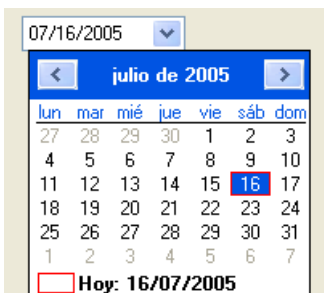 07/16/2005
julio de 2005
lun mar mié jue vie sáb dom
27 28 29 30 1 2 3
4 5 6 7 8 9 10
11 12 13 14 15 16 17
18 19 20 21 22 23 24
25 26 27 28 29 30 31
1 2 3 4 5 6 7
Hoy: 16/07/2005